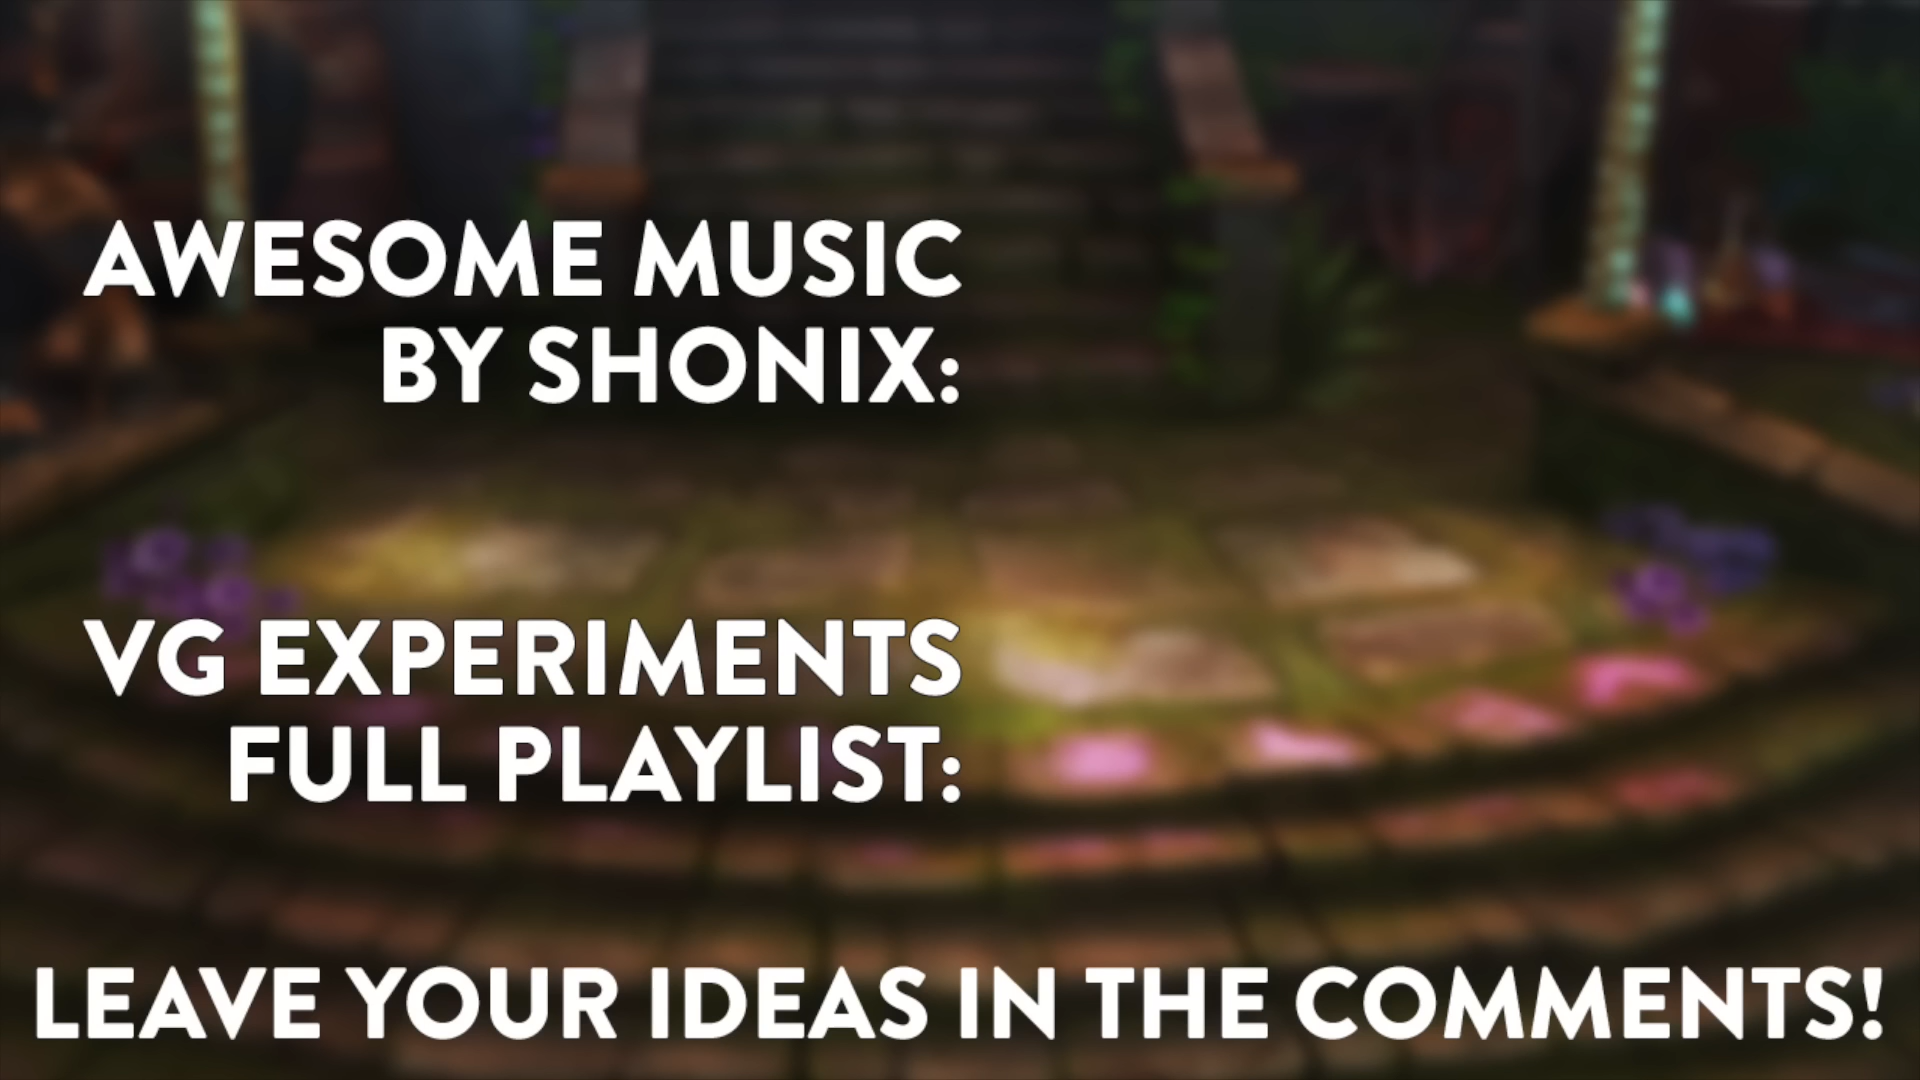 AWESOME MUSIC
BY SHONIX:
VG EXPERIMENTS
FULL PLAYLIST:
LEAVE YOUR IDEAS IN THE COMMENTS!